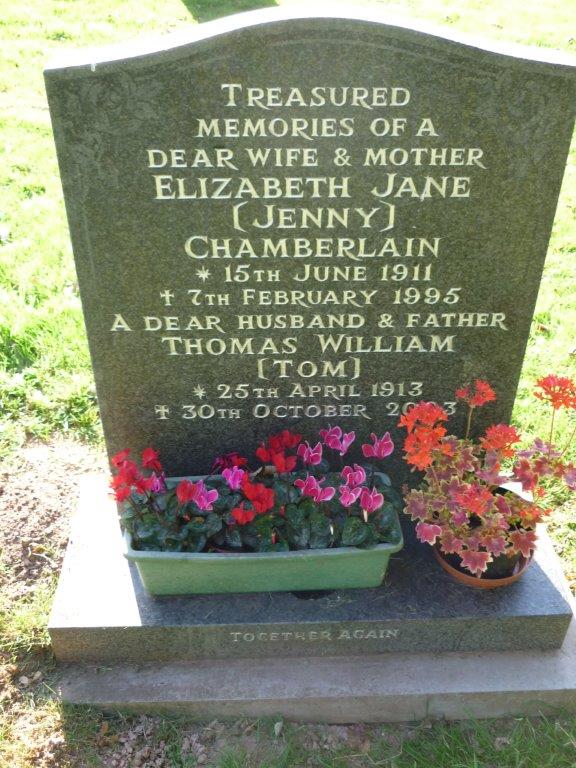 TREASURED
MEMORIES OF A
DEAR WIFE & MOTHER
ELIZABETH JANE
[JENNY]
CHAMBERLAIN
* 15TH JUNE 1911
✝ 7TH FEBRUARY 1995
A DEAR HUSBAND & FATHER
THOMAS WILLIAM
[TOM]
* 25TH APRIL 1913
✝ 30TH OCTOBER 2003
TOGETHER AGAIN